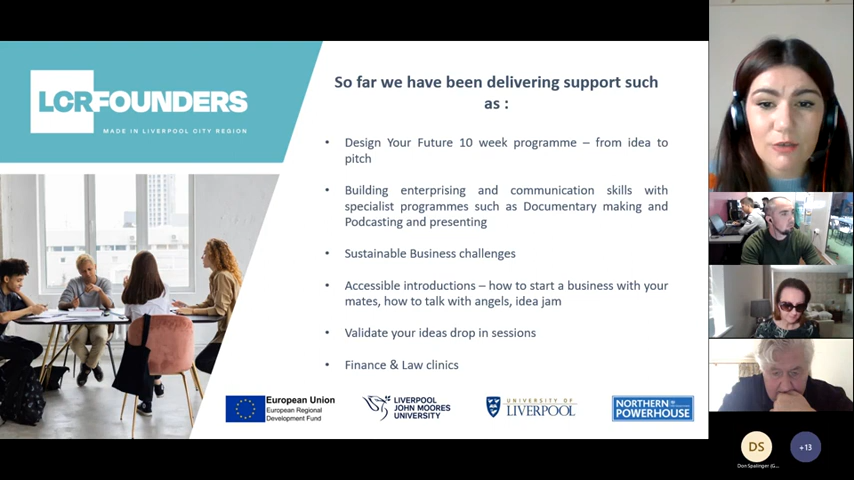 LCRFOUNDERS
MADE IN LIVERPOOL CITY REGION
So far we have been delivering support such
as :
• Design Your Future 10 week programme – from idea to
pitch
• Building enterprising and communication skills with
specialist programmes such as Documentary making and
Podcasting and presenting
• Sustainable Business challenges
• Accessible introductions – how to start a business with your
mates, how to talk with angels, idea jam
• Validate your ideas drop in sessions
• Finance & Law clinics
European Union
European Regional
Development Fund
LIVERPOOL
JOHN MOORES
UNIVERSITY
UNIVERSITY OF
LIVERPOOL
NORTHERN
POWERHOUSE
DS
+13
Don Spalinger (G...